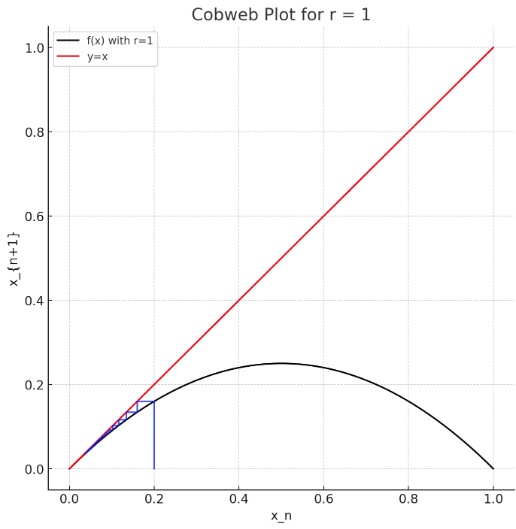 Cobweb Plot for r = 1
f(x) with r=1
y=x
1.0
0.8
0.6
0.4
0.2
0.0
x_{n+1}
0.0 0.2 0.4 0.6 0.8 1.0
x_n